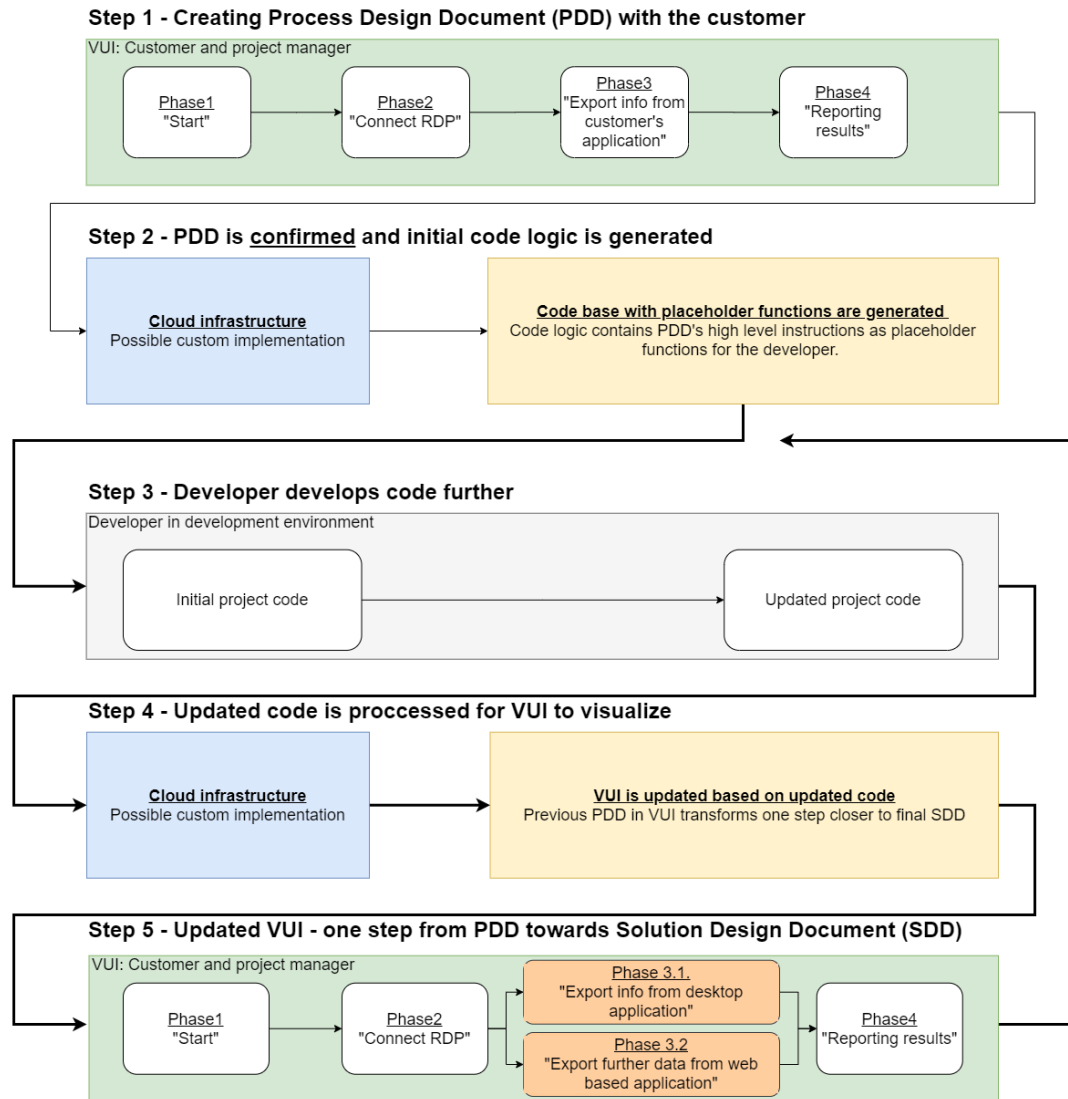 Step 1 - Creating Process Design Document (PDD) with the customer
VUI: Customer and project manager
Phase1
"Start"
Phase2
"Connect RDP"
Phase3
"Export info from
customer's
application"
Phase4
"Reporting
results"
Step 2 - PDD is confirmed and initial code logic is generated
Cloud infrastructure
Possible custom implementation
Code base with placeholder functions are generated
Code logic contains PDD's high level instructions as placeholder
functions for the developer.
Step 3 - Developer develops code further
Developer in development environment
Initial project code
Updated project code
Step 4 - Updated code is proccessed for VUI to visualize
Cloud infrastructure
Possible custom implementation
VUI is updated based on updated code
Previous PDD in VUI transforms one step closer to final SDD
Step 5 - Updated VUI - one step from PDD towards Solution Design Document (SDD)
VUI: Customer and project manager
Phase1
"Start"
Phase2
"Connect RDP"
Phase 3.1.
"Export info from desktop
application"
Phase 3.2
"Export further data from web
based application"
Phase4
"Reporting results"